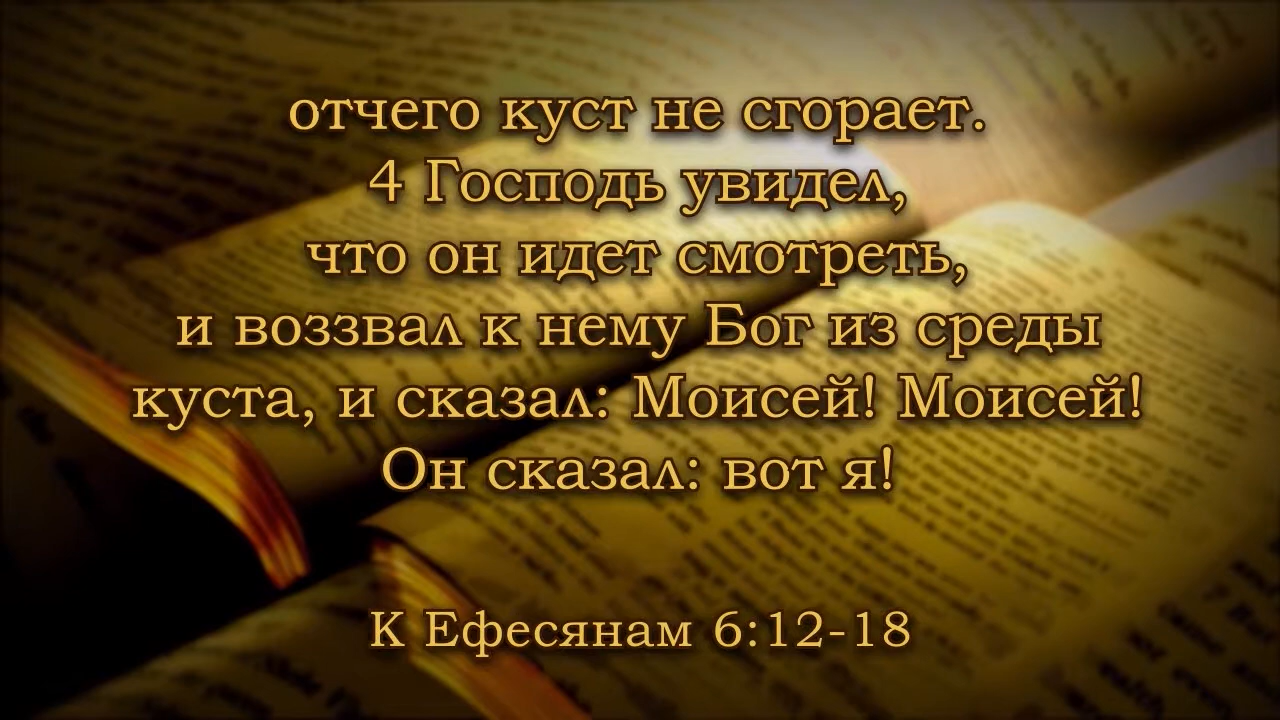 отчего куст не сгорает.
4 Господь увидел,
что он идет смотреть,
и воззвал к нему Бог из среды
куста, и сказал: Моисей! Моисей!
Он сказал: вот я!
К Ефесянам 6:12-18